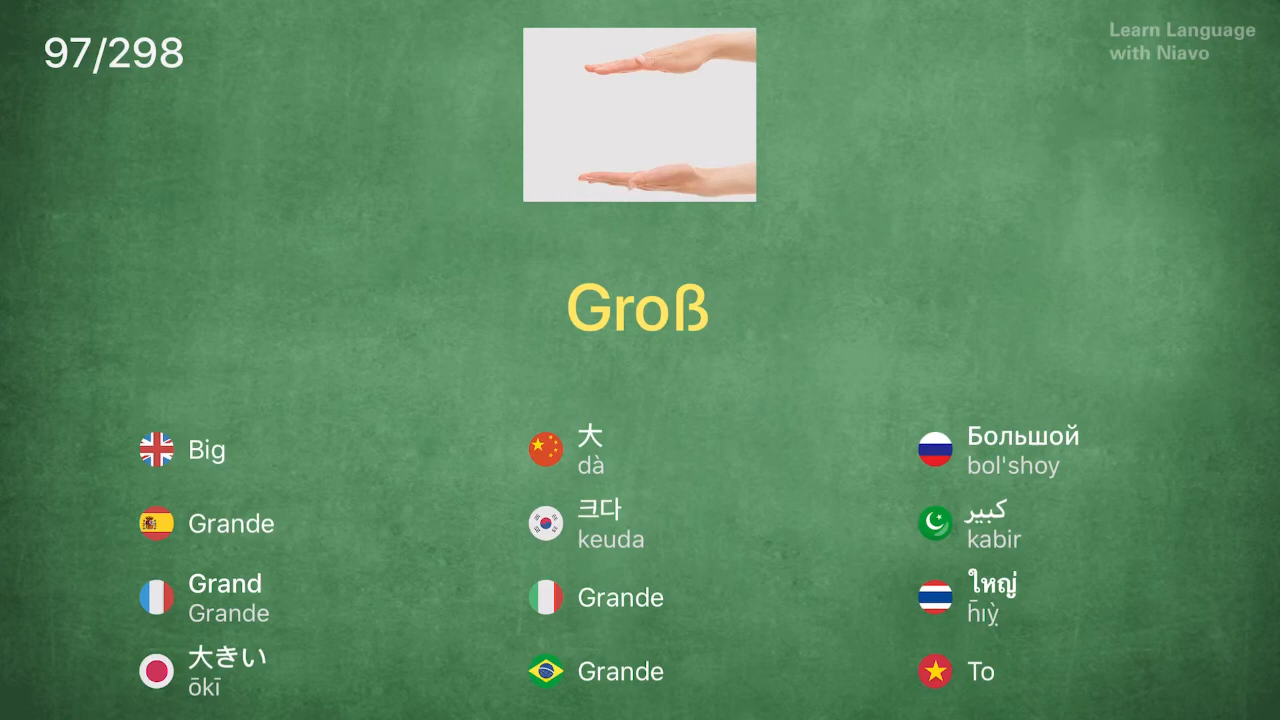 97/298
Learn Language
with Niavo
Groß
Big
Grande
Grand
Grande
大きい
ōkī
大
dà
크다
keuda
Grande
Grande
Большой
bol'shoy
كبير
kabir
ใหญ่
h̄ıỵ̀
To